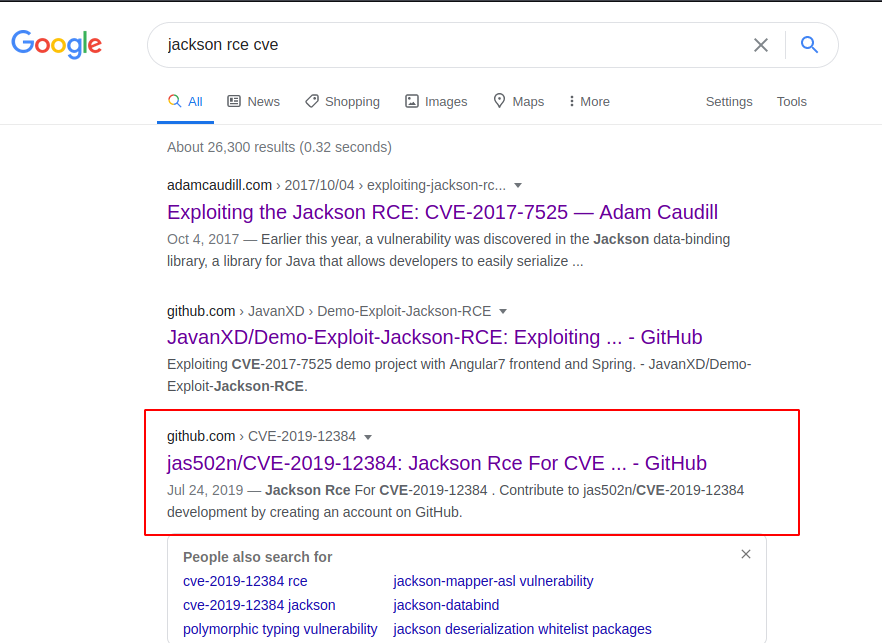 Google
jackson rce cve
All News Shopping Images Maps More Settings Tools
About 26,300 results (0.32 seconds)
adamcaudill.com › 2017/10/04 › exploiting-jackson-rc...
Exploiting the Jackson RCE: CVE-2017-7525 — Adam Caudill
Oct 4, 2017 — Earlier this year, a vulnerability was discovered in the Jackson data-binding
library, a library for Java that allows developers to easily serialize ...
github.com › JavanXD › Demo-Exploit-Jackson-RCE
JavanXD/Demo-Exploit-Jackson-RCE: Exploiting ... - GitHub
Exploiting CVE-2017-7525 demo project with Angular7 frontend and Spring. - JavanXD/Demo-
Exploit-Jackson-RCE.
github.com › CVE-2019-12384
jas502n/CVE-2019-12384: Jackson Rce For CVE ... - GitHub
Jul 24, 2019 — Jackson Rce For CVE-2019-12384 . Contribute to jas502n/CVE-2019-12384
development by creating an account on GitHub.
People also search for
cve-2019-12384 rce jackson-mapper-asl vulnerability
cve-2019-12384 jackson jackson-databind
polymorphic typing vulnerability jackson deserialization whitelist packages